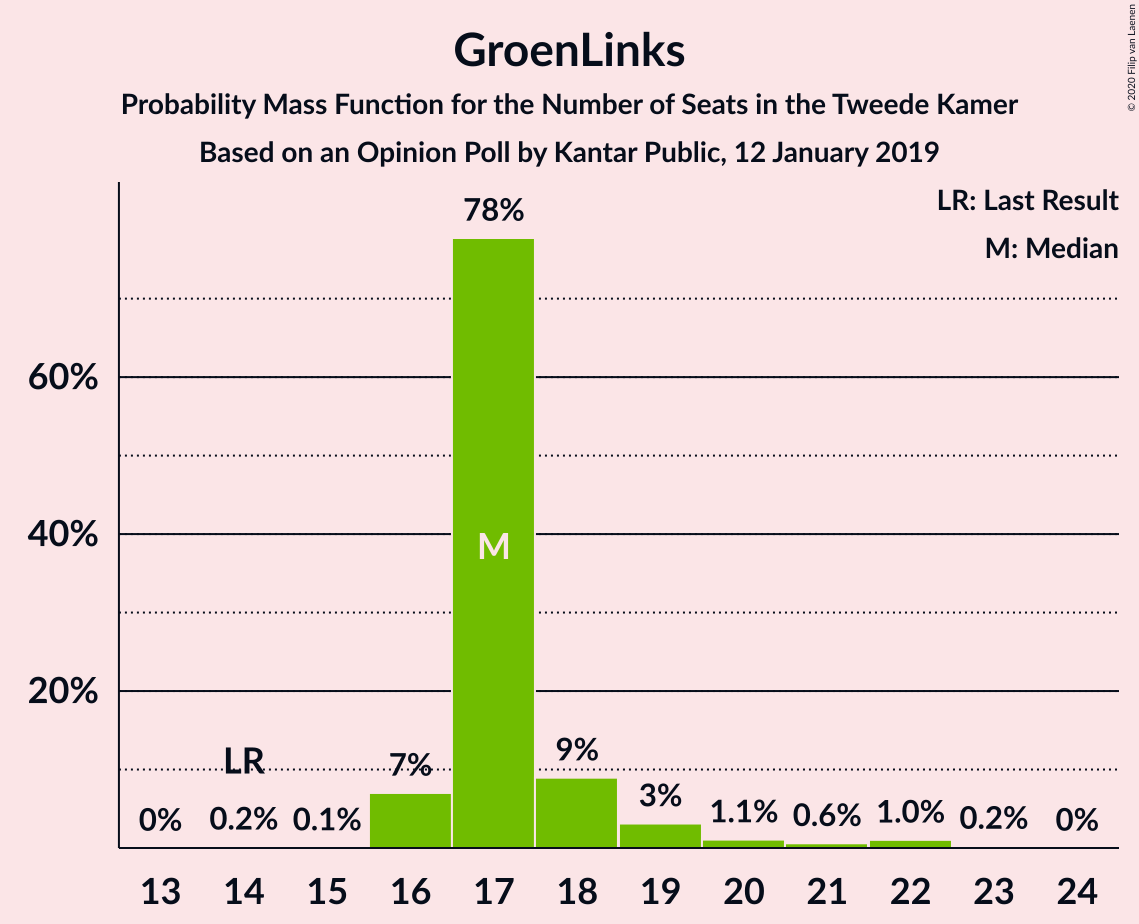 GroenLinks
Probability Mass Function for the Number of Seats in the Tweede Kamer
Based on an Opinion Poll by Kantar Public, 12 January 2019
© 2020 Filip van Laenen
LR: Last Result
M: Median
78%
60%
40%
M
20%
LR
0%
0.2%
0.1%
7%
9%
3%
1.1%
0.6%
1.0%
0.2%
0%
13 14 15 16 17 18 19 20 21 22 23 24